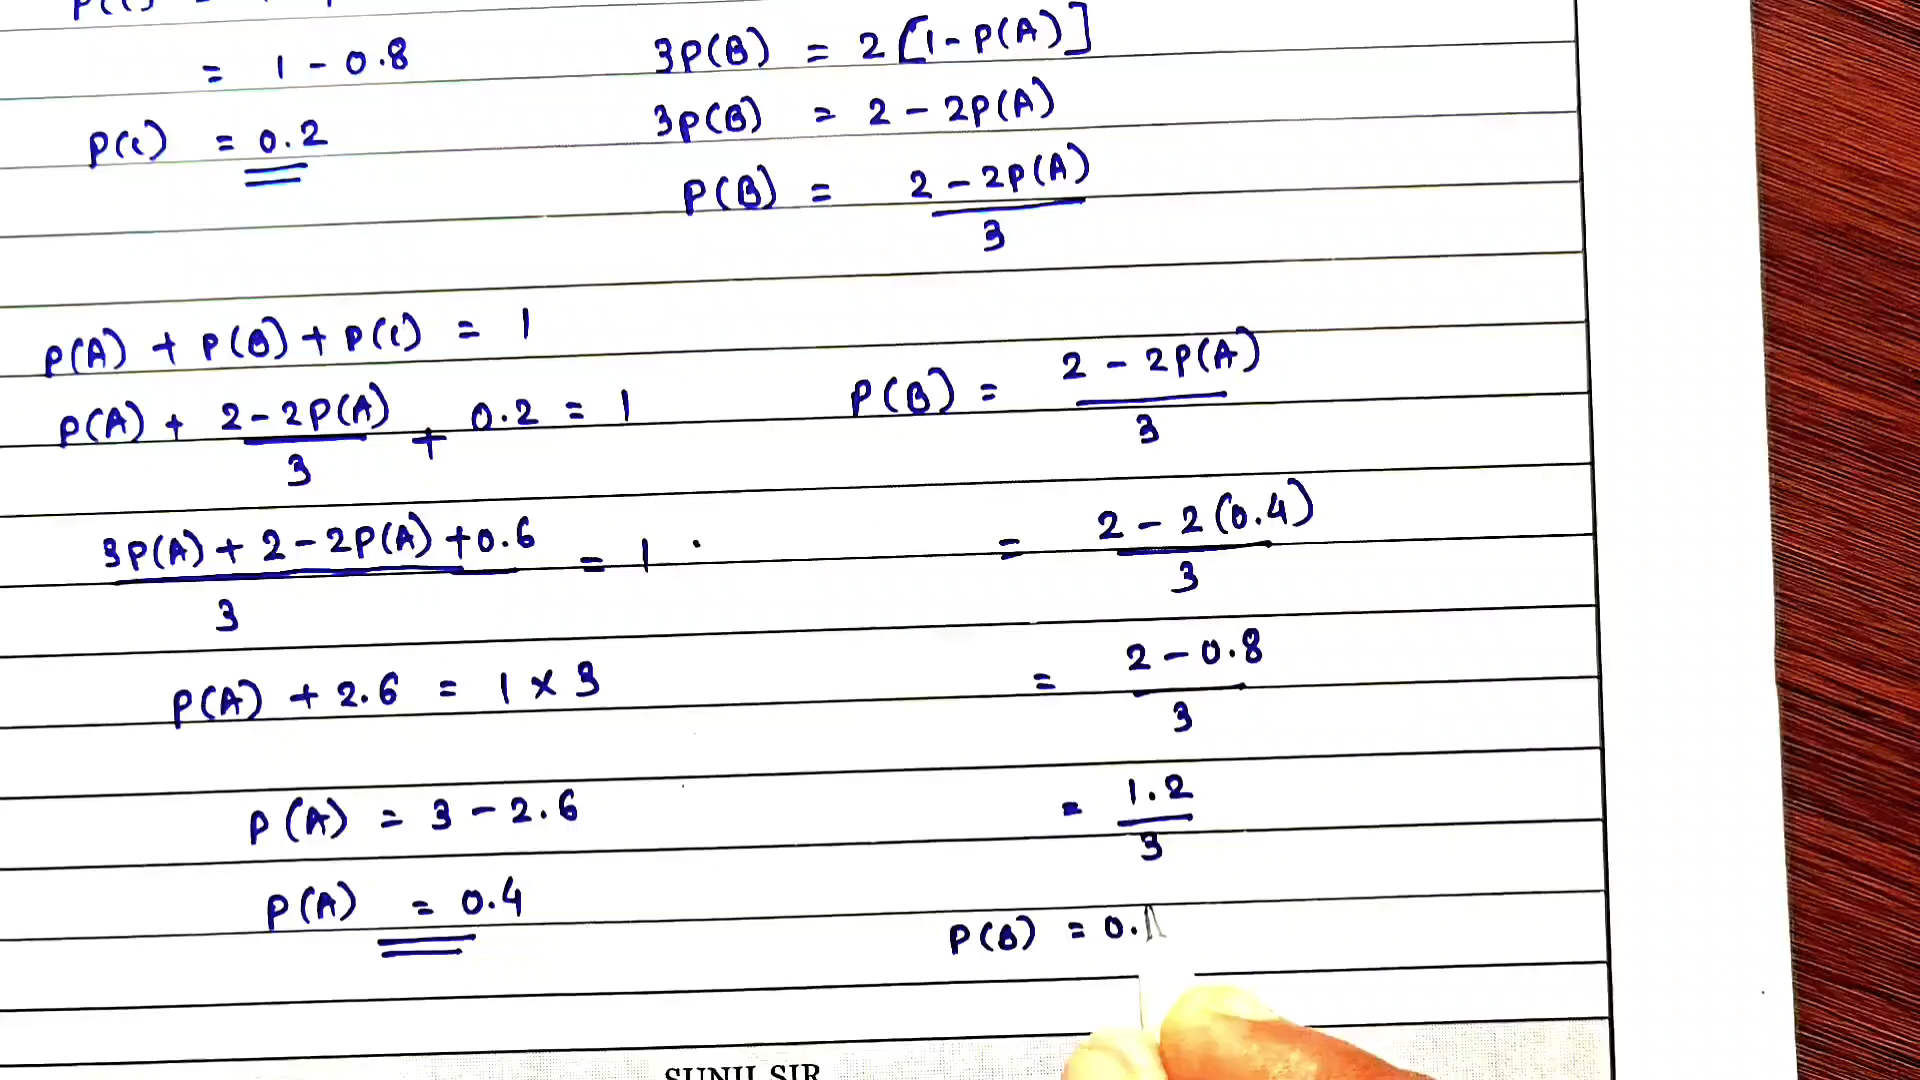 = 1 - 0.8
P(C) = 0.2
3P(B) = 2[1-P(A)]
3P(B) = 2 - 2P(A)
P(B) = 2 - 2P(A)
3
P(A) + P(B) + P(C) = 1
P(A) + 2-2P(A) + 0.2 = 1
3
3P(A) + 2 - 2P(A) + 0.6 = 1
3
P(A) + 2.6 = 1 × 3
P(A) = 3 - 2.6
P(A) = 0.4
P(B) = 2 - 2P(A)
3
= 2 - 2(0.4)
3
= 2 - 0.8
3
= 1.2
3
P(B) = 0.
SUNIL SIR